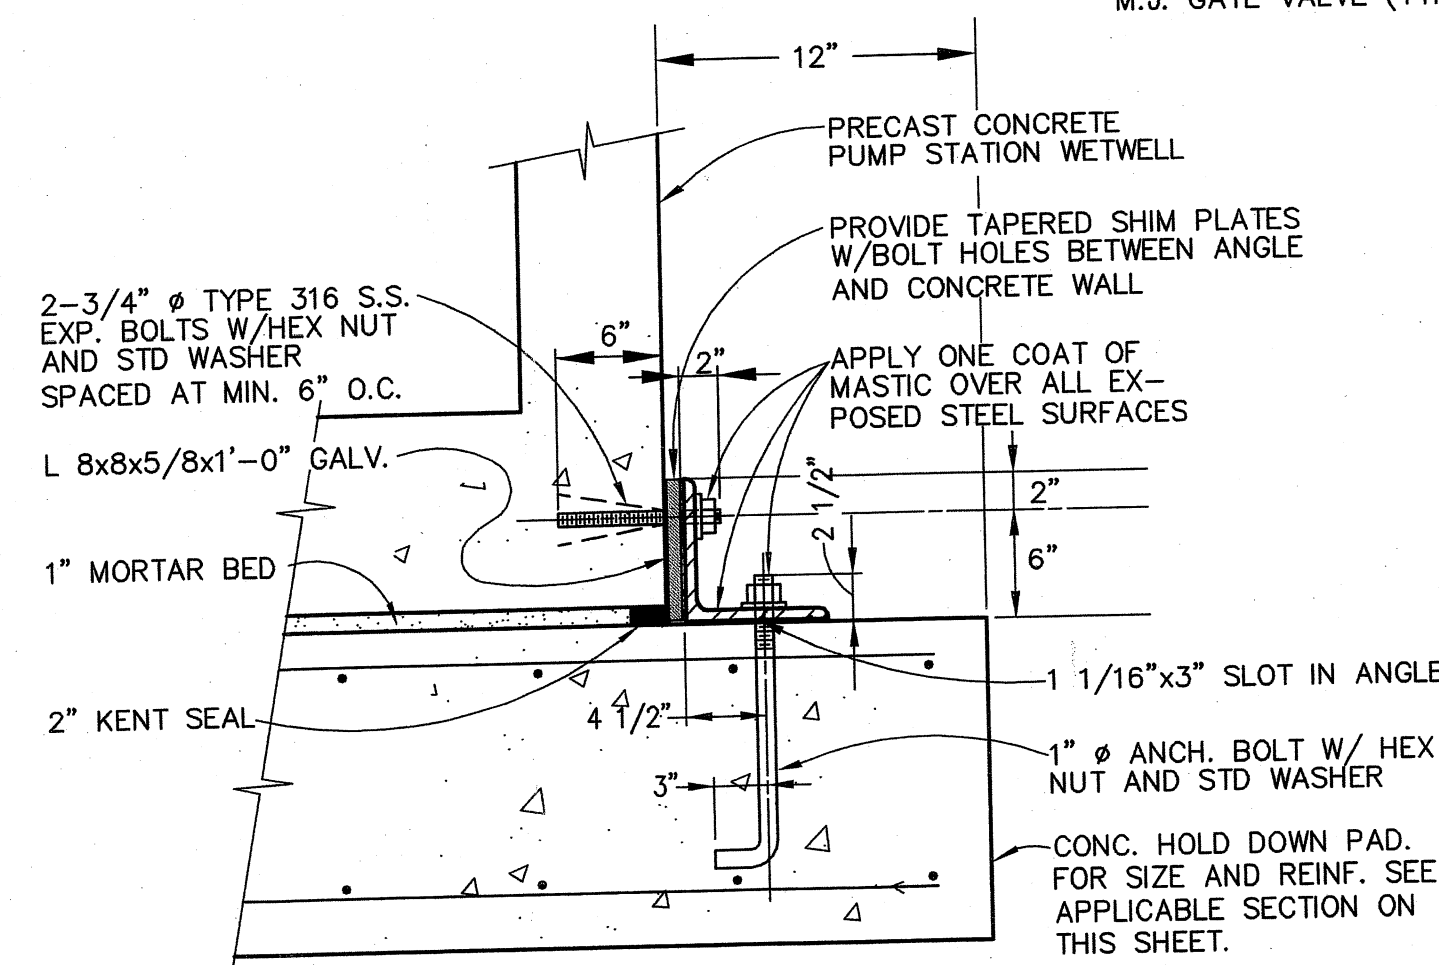 M.J. GATE VALVE
12"
PRECAST CONCRETE
PUMP STATION WETWELL
PROVIDE TAPERED SHIM PLATES
W/BOLT HOLES BETWEEN ANGLE
AND CONCRETE WALL
2-3/4" ø TYPE 316 S.S.
EXP. BOLTS W/HEX NUT
AND STD WASHER
SPACED AT MIN. 6" O.C.
6"
2"
APPLY ONE COAT OF
MASTIC OVER ALL EX-
POSED STEEL SURFACES
L 8x8x5/8x1'-0" GALV.
2 1/2"
2"
6"
1" MORTAR BED
1 1/16"x3" SLOT IN ANGLE
2" KENT SEAL
4 1/2"
3"
1" ø ANCH. BOLT W/ HEX
NUT AND STD WASHER
CONC. HOLD DOWN PAD.
FOR SIZE AND REINF. SEE
APPLICABLE SECTION ON
THIS SHEET.